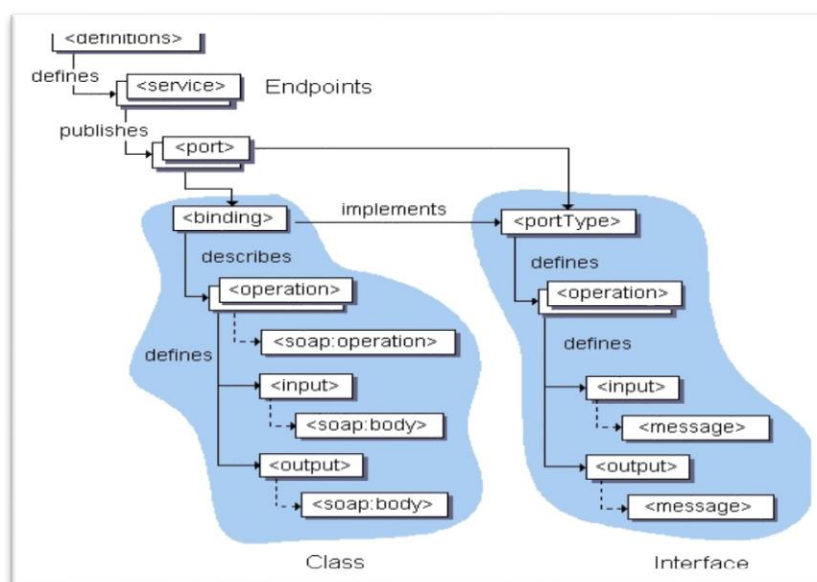 <definitions>
defines
<service> Endpoints
publishes
<port>
<binding> implements <portType>
describes defines
<operation> <operation>
<soap:operation>
defines defines
<input> <input>
<soap:body> <message>
<output> <output>
<soap:body> <message>
Class Interface